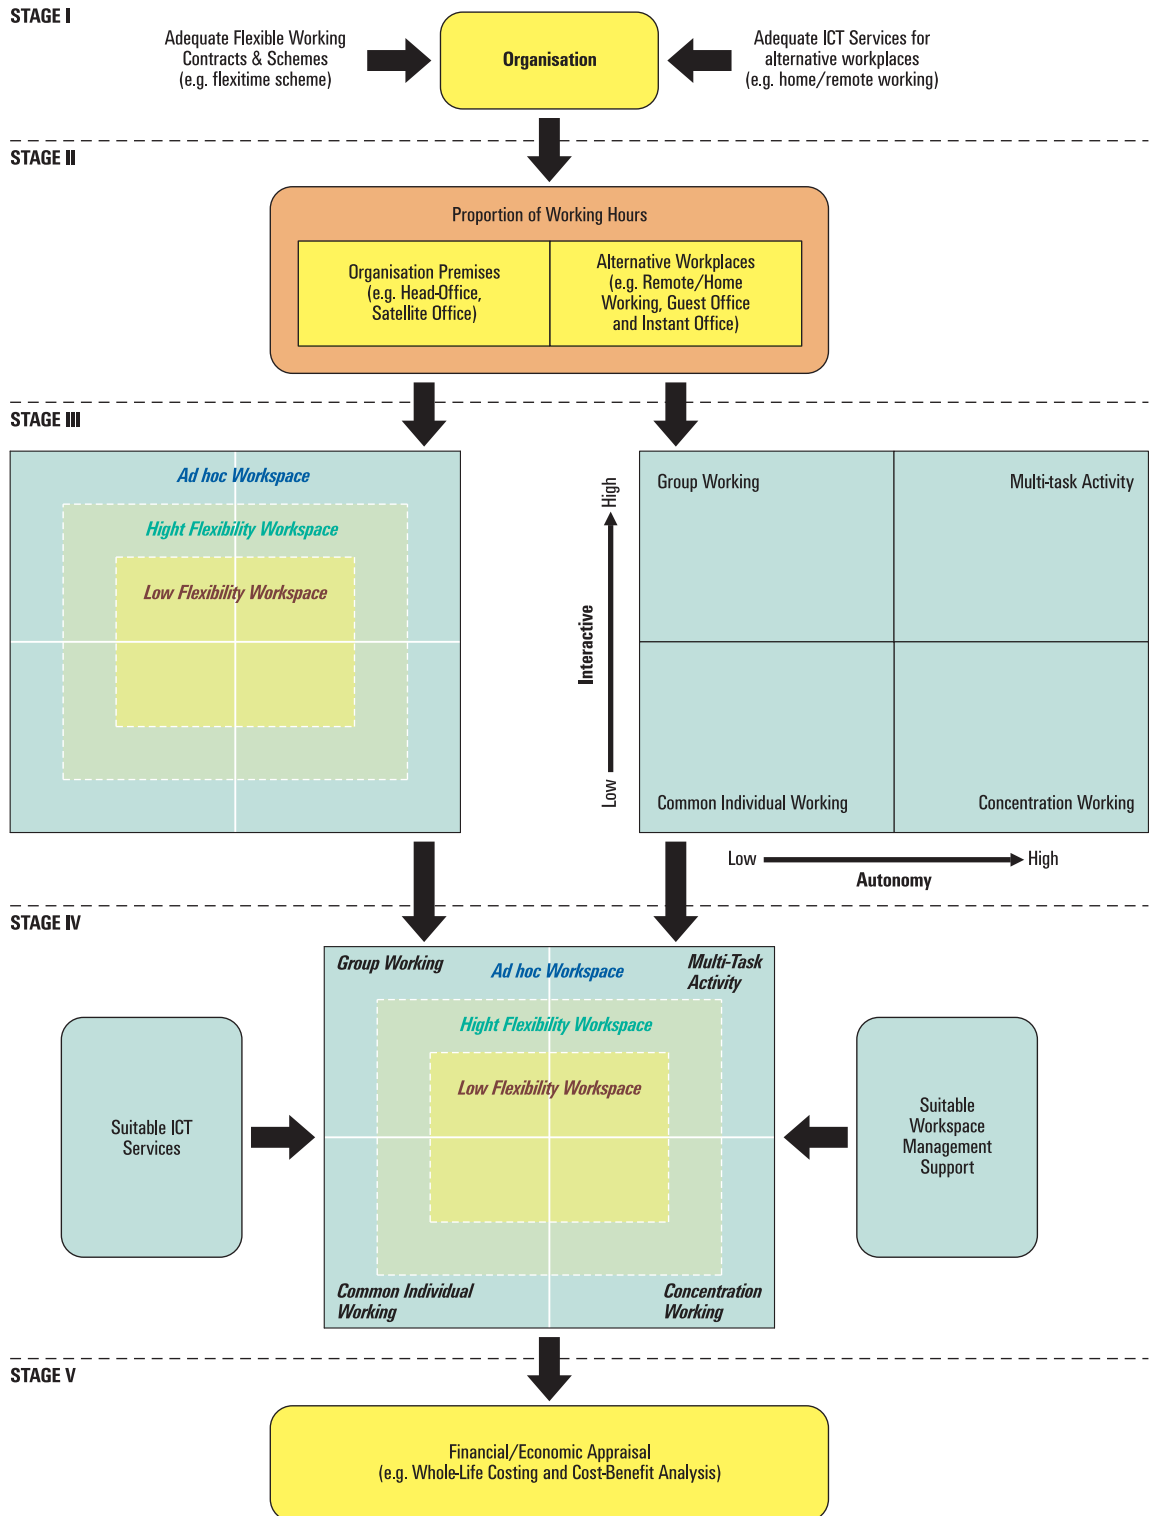 STAGE I
Adequate Flexible Working
Contracts & Schemes
(e.g. flexitime scheme)
Organisation
Adequate ICT Services for
alternative workplaces
(e.g. home/remote working)
STAGE II
Proportion of Working Hours
Organisation Premises
(e.g. Head-Office,
Satellite Office)
Alternative Workplaces
(e.g. Remote/Home
Working, Guest Office
and Instant Office)
STAGE III
Ad hoc Workspace
Hight Flexibility Workspace
Low Flexibility Workspace
High
Interactive
Low
Group Working
Multi-task Activity
Common Individual Working
Concentration Working
Low
High
Autonomy
STAGE IV
Group Working
Ad hoc Workspace
Multi-Task
Activity
Hight Flexibility Workspace
Low Flexibility Workspace
Common Individual
Working
Concentration
Working
Suitable ICT
Services
Suitable
Workspace
Management
Support
STAGE V
Financial/Economic Appraisal
(e.g. Whole-Life Costing and Cost-Benefit Analysis)